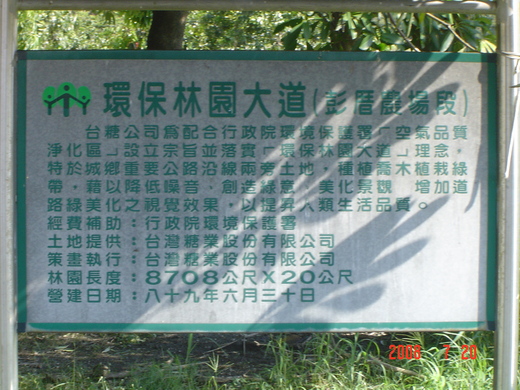 環保林園大道(彭厝農場段)
台糖公司為配合行政院環境保護署「空氣品質
淨化區」設立宗旨並落實「環保林園大道」理念,
特於城鄉重要公路沿線兩旁土地,種植喬木植栽綠
帶,藉以降低噪音、創造綠意、美化景觀、增加道
路綠美化之視覺效果,以提昇人類生活品質。
經費補助:行政院環境保護署
土地提供:台灣糖業股份有限公司
策畫執行:台灣糖業股份有限公司
林園長度:8708公尺X20公尺
營建日期:八十九年六月三十日
2008 7 20